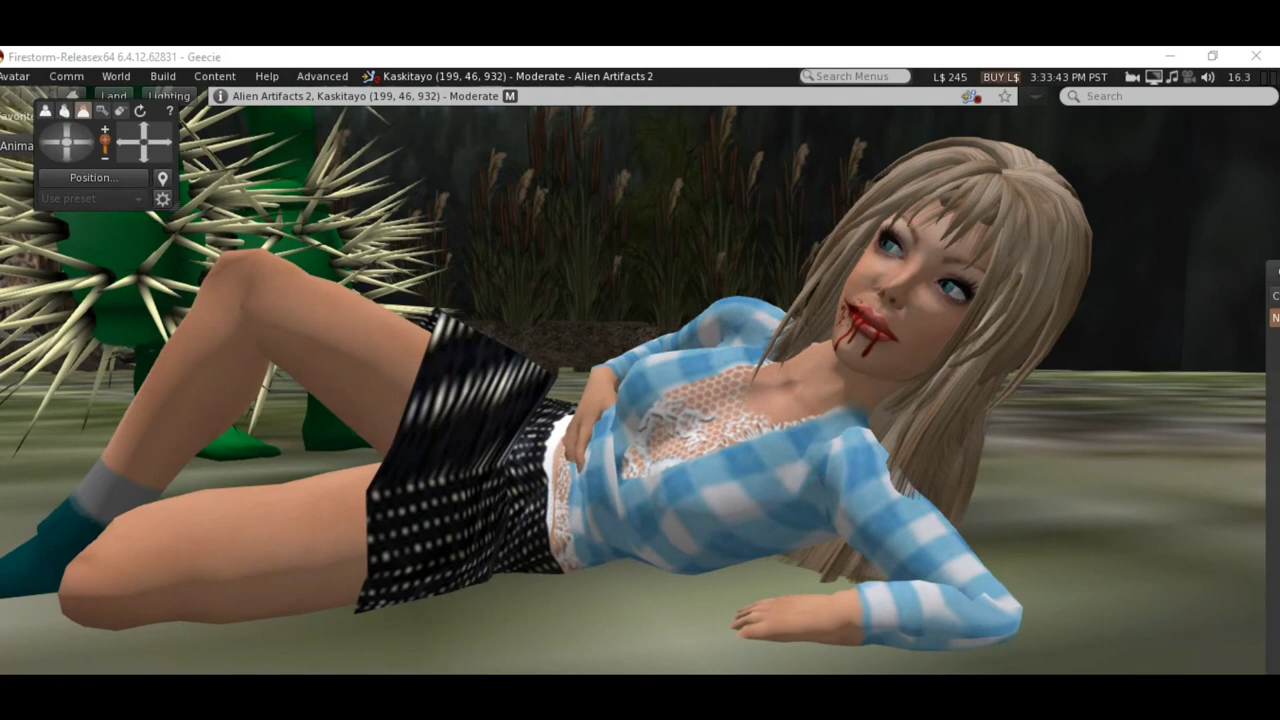 Firestorm-Releasex64 6.4.12.62831 - Geecie
Avatar Comm World Build Content Help Advanced Kaskitayo (199, 46, 932) - Moderate - Alien Artifacts 2 Search Menus L$ 245 BUY L$ 3:33:43 PM PST 16.3
Land Lighting Alien Artifacts 2, Kaskitayo (199, 46, 932) - Moderate M Search
?
Anima
Position...
Use preset